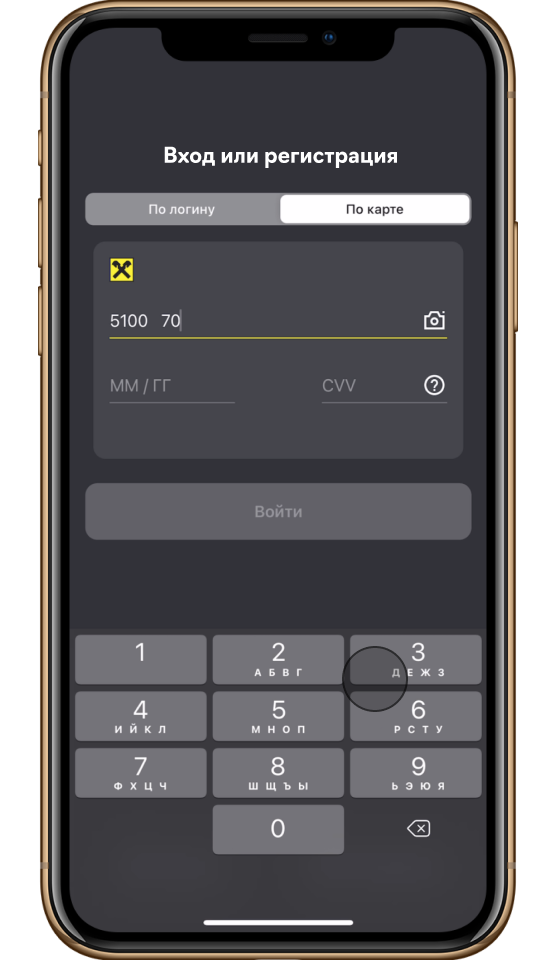 Вход или регистрация
По логину По карте
5100 70
ММ / ГГ CVV
Войти
1 2 3
А Б В Г Д Е Ж З
4 5 6
И Й К Л М Н О П Р С Т У
7 8 9
Ф Х Ц Ч Ш Щ Ъ Ы Ь Э Ю Я
0